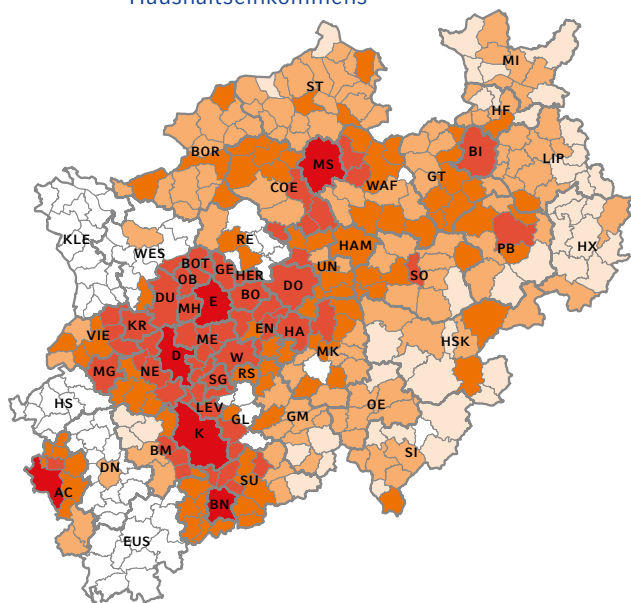 Haushaltseinkommens
MI
ST
HF
BOR
MS
BI
LIP
COE
WAF
GT
KLE
WES
RE
HAM
PB
HX
BOT
GE
HER
UN
SO
OB
DU
E
BO
DO
MH
VIE
KR
EN
HA
ME
HSK
D
W
MK
MG
NE
SG
RS
HS
LEV
GL
GM
OE
K
BM
SI
DN
SU
AC
BN
EUS